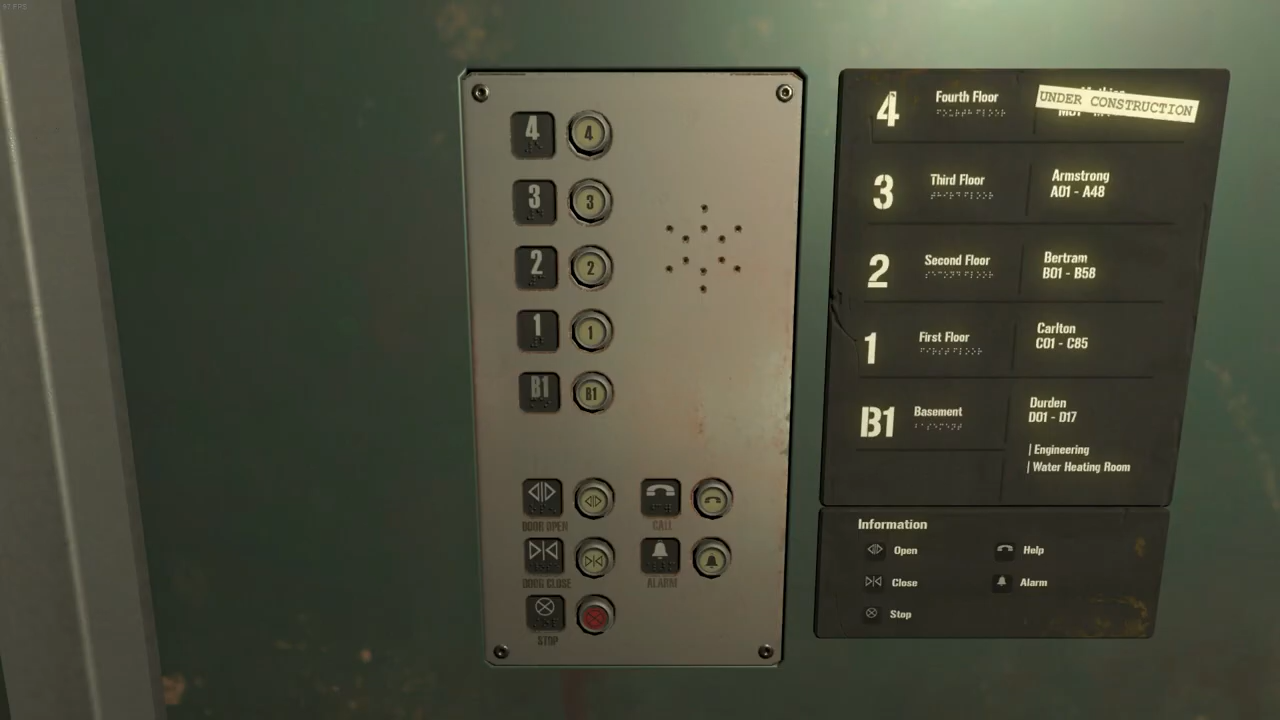 4 4
3 3
2 2
1 1
B1 B1
DOOR OPEN
CALL
DOOR CLOSE
ALARM
STOP
4 Fourth Floor
UNDER CONSTRUCTION
3 Third Floor
Armstrong
A01 - A48
2 Second Floor
Bertram
B01 - B58
1 First Floor
Carlton
C01 - C85
B1 Basement
Durden
D01 - D17
| Engineering
| Water Heating Room
Information
Open
Help
Close
Alarm
Stop